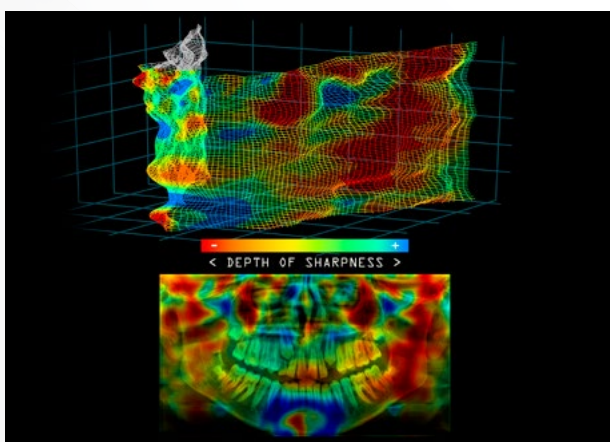 - +
< DEPTH OF SHARPNESS >